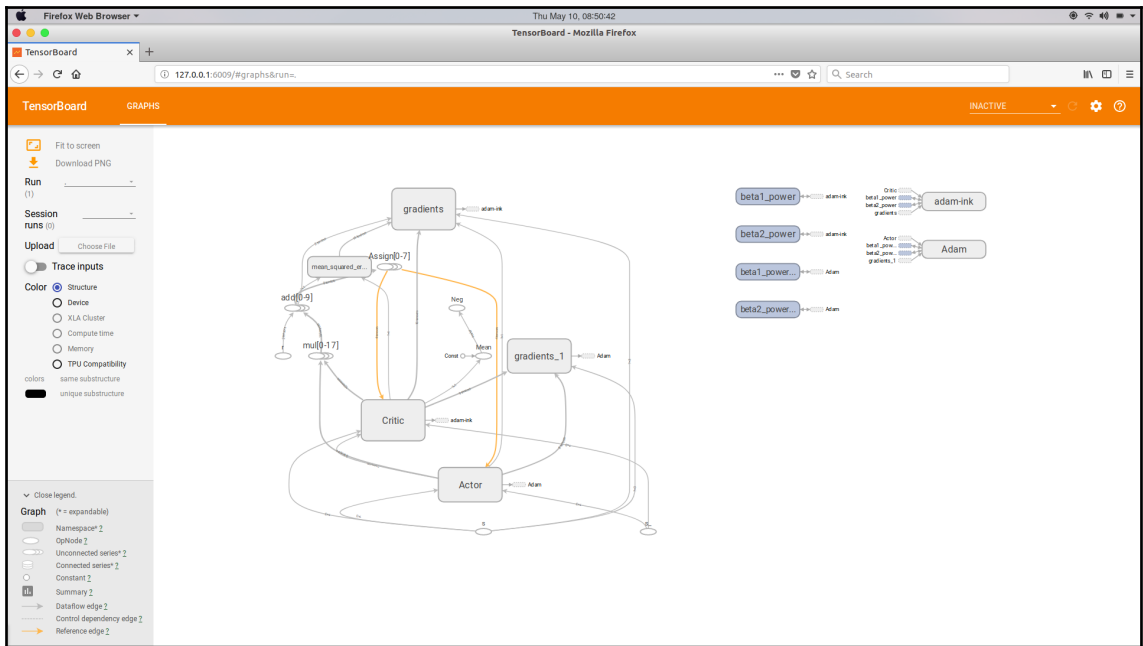 Firefox Web Browser
Thu May 10, 08:50:42
TensorBoard - Mozilla Firefox
TensorBoard
127.0.0.1:6009/#graphs&run=.
Search
TensorBoard
GRAPHS
INACTIVE
Fit to screen
Download PNG
Run
.
(1)
Session
runs (0)
Upload
Choose File
Trace inputs
Color
Structure
Device
XLA Cluster
Compute time
Memory
TPU Compatibility
colors
same substructure
unique substructure
Close legend.
Graph (* = expandable)
Namespace* ?
OpNode ?
Unconnected series* ?
Connected series* ?
Constant ?
Summary ?
Dataflow edge ?
Control dependency edge ?
Reference edge ?
gradients
adam-ink
Assign[0-7]
mean_squared_er...
add[0-9]
Neg
mul[0-17]
Mean
Const
gradients_1
Adam
Critic
adam-ink
Actor
Adam
S
beta1_power
adam-ink
beta2_power
adam-ink
beta1_power...
Adam
beta2_power...
Adam
Critic
beta1_power
beta2_power
gradients
adam-ink
Actor
beta1_pow...
beta2_pow...
gradients_1
Adam